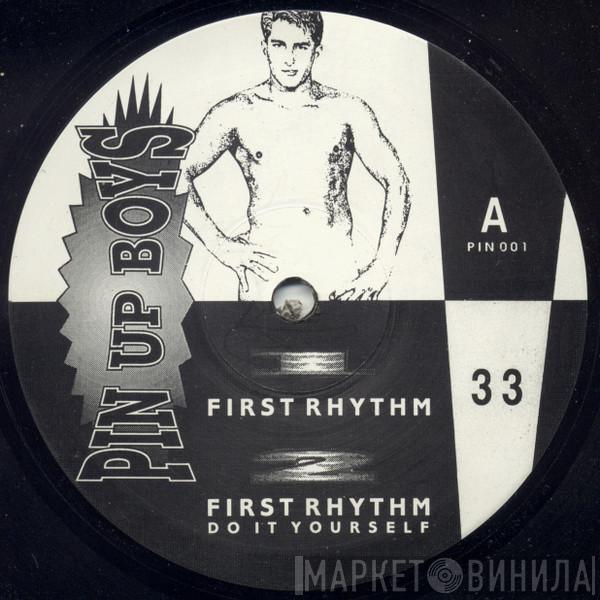 PIN UP BOYS
A
PIN 001
33
1
FIRST RHYTHM
2
FIRST RHYTHM
DO IT YOURSELF
МАРКЕТ ВИНИЛА